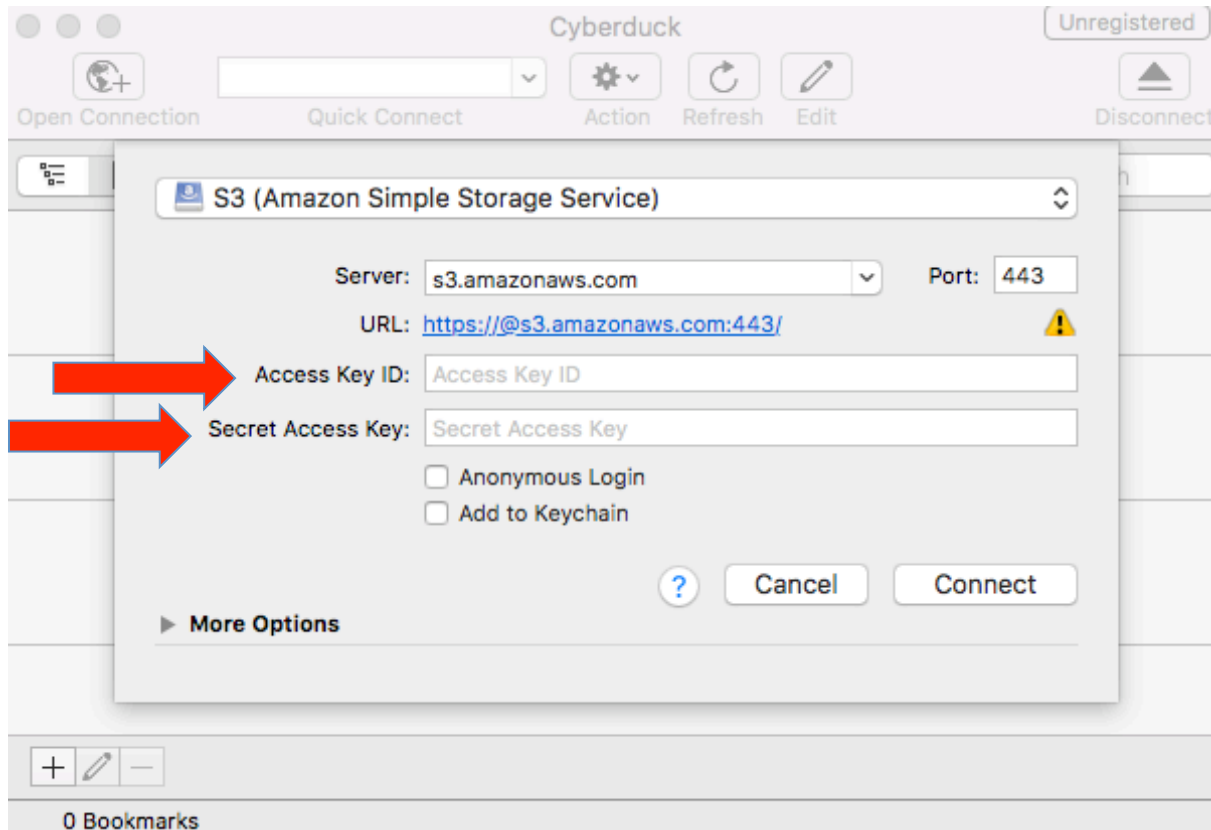 Cyberduck
Unregistered
Open Connection
Quick Connect
Action
Refresh
Edit
Disconnect
S3 (Amazon Simple Storage Service)
Server: s3.amazonaws.com Port: 443
URL: https://@s3.amazonaws.com:443/
Access Key ID: Access Key ID
Secret Access Key: Secret Access Key
Anonymous Login
Add to Keychain
? Cancel Connect
More Options
0 Bookmarks